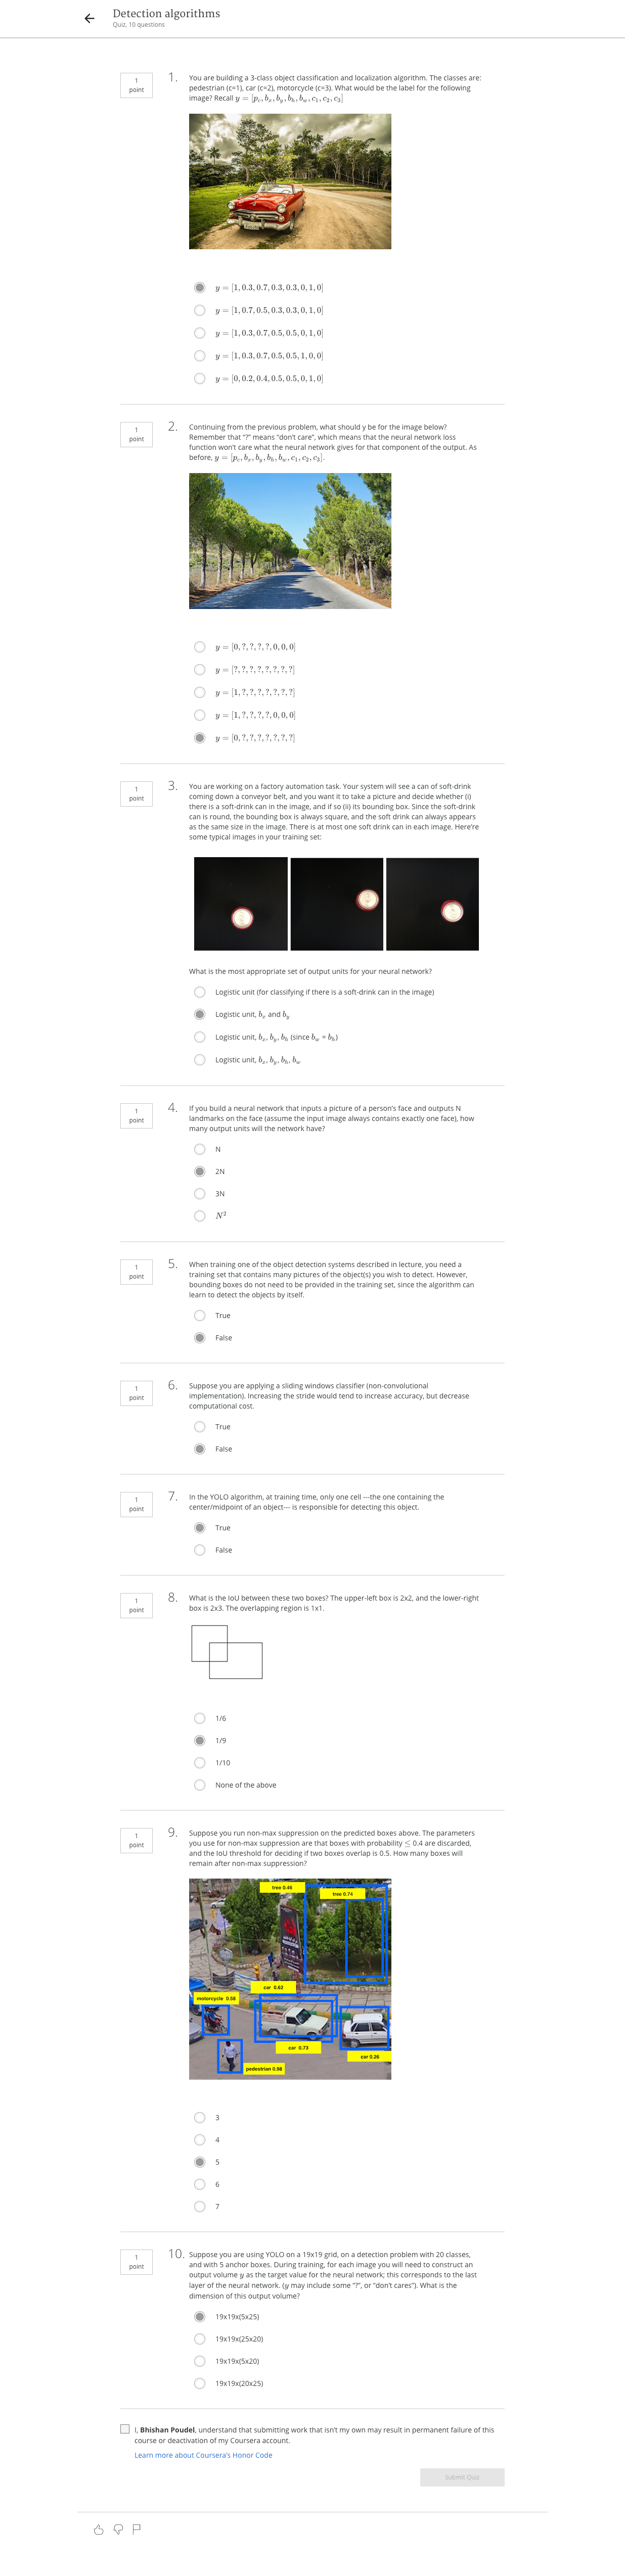 Detection algorithms
Quiz, 10 questions
1
point
1.
You are building a 3-class object classification and localization algorithm. The classes are:
pedestrian (c=1), car (c=2), motorcycle (c=3). What would be the label for the following
image? Recall y = [p_c, b_x, b_y, b_h, b_w, c_1, c_2, c_3]
y = [1, 0.3, 0.7, 0.3, 0.3, 0, 1, 0]
y = [1, 0.7, 0.5, 0.3, 0.3, 0, 1, 0]
y = [1, 0.3, 0.7, 0.5, 0.5, 0, 1, 0]
y = [1, 0.3, 0.7, 0.5, 0.5, 1, 0, 0]
y = [0, 0.2, 0.4, 0.5, 0.5, 0, 1, 0]
1
point
2.
Continuing from the previous problem, what should y be for the image below?
Remember that "?" means "don't care", which means that the neural network loss
function won't care what the neural network gives for that component of the output. As
before, y = [p_c, b_x, b_y, b_h, b_w, c_1, c_2, c_3].
y = [0, ?, ?, ?, ?, 0, 0, 0]
y = [?, ?, ?, ?, ?, ?, ?, ?]
y = [1, ?, ?, ?, ?, ?, ?, ?]
y = [1, ?, ?, ?, ?, 0, 0, 0]
y = [0, ?, ?, ?, ?, ?, ?, ?]
1
point
3.
You are working on a factory automation task. Your system will see a can of soft-drink
coming down a conveyor belt, and you want it to take a picture and decide whether (i)
there is a soft-drink can in the image, and if so (ii) its bounding box. Since the soft-drink
can is round, the bounding box is always square, and the soft drink can always appears
as the same size in the image. There is at most one soft drink can in each image. Here're
some typical images in your training set:
What is the most appropriate set of output units for your neural network?
Logistic unit (for classifying if there is a soft-drink can in the image)
Logistic unit, b_x and b_y
Logistic unit, b_x, b_y, b_h (since b_w = b_h)
Logistic unit, b_x, b_y, b_h, b_w
1
point
4.
If you build a neural network that inputs a picture of a person's face and outputs N
landmarks on the face (assume the input image always contains exactly one face), how
many output units will the network have?
N
2N
3N
N²
1
point
5.
When training one of the object detection systems described in lecture, you need a
training set that contains many pictures of the object(s) you wish to detect. However,
bounding boxes do not need to be provided in the training set, since the algorithm can
learn to detect the objects by itself.
True
False
1
point
6.
Suppose you are applying a sliding windows classifier (non-convolutional
implementation). Increasing the stride would tend to increase accuracy, but decrease
computational cost.
True
False
1
point
7.
In the YOLO algorithm, at training time, only one cell ---the one containing the
center/midpoint of an object--- is responsible for detecting this object.
True
False
1
point
8.
What is the IoU between these two boxes? The upper-left box is 2x2, and the lower-right
box is 2x3. The overlapping region is 1x1.
1/6
1/9
1/10
None of the above
1
point
9.
Suppose you run non-max suppression on the predicted boxes above. The parameters
you use for non-max suppression are that boxes with probability ≤ 0.4 are discarded,
and the IoU threshold for deciding if two boxes overlap is 0.5. How many boxes will
remain after non-max suppression?
tree 0.46
tree 0.74
car 0.62
motorcycle 0.58
car 0.73
car 0.26
pedestrian 0.98
3
4
5
6
7
1
point
10.
Suppose you are using YOLO on a 19x19 grid, on a detection problem with 20 classes,
and with 5 anchor boxes. During training, for each image you will need to construct an
output volume y as the target value for the neural network; this corresponds to the last
layer of the neural network. (y may include some "?", or "don't cares"). What is the
dimension of this output volume?
19x19x(5x25)
19x19x(25x20)
19x19x(5x20)
19x19x(20x25)
I, Bhishan Poudel, understand that submitting work that isn't my own may result in permanent failure of this
course or deactivation of my Coursera account.
Learn more about Coursera's Honor Code
Submit Quiz